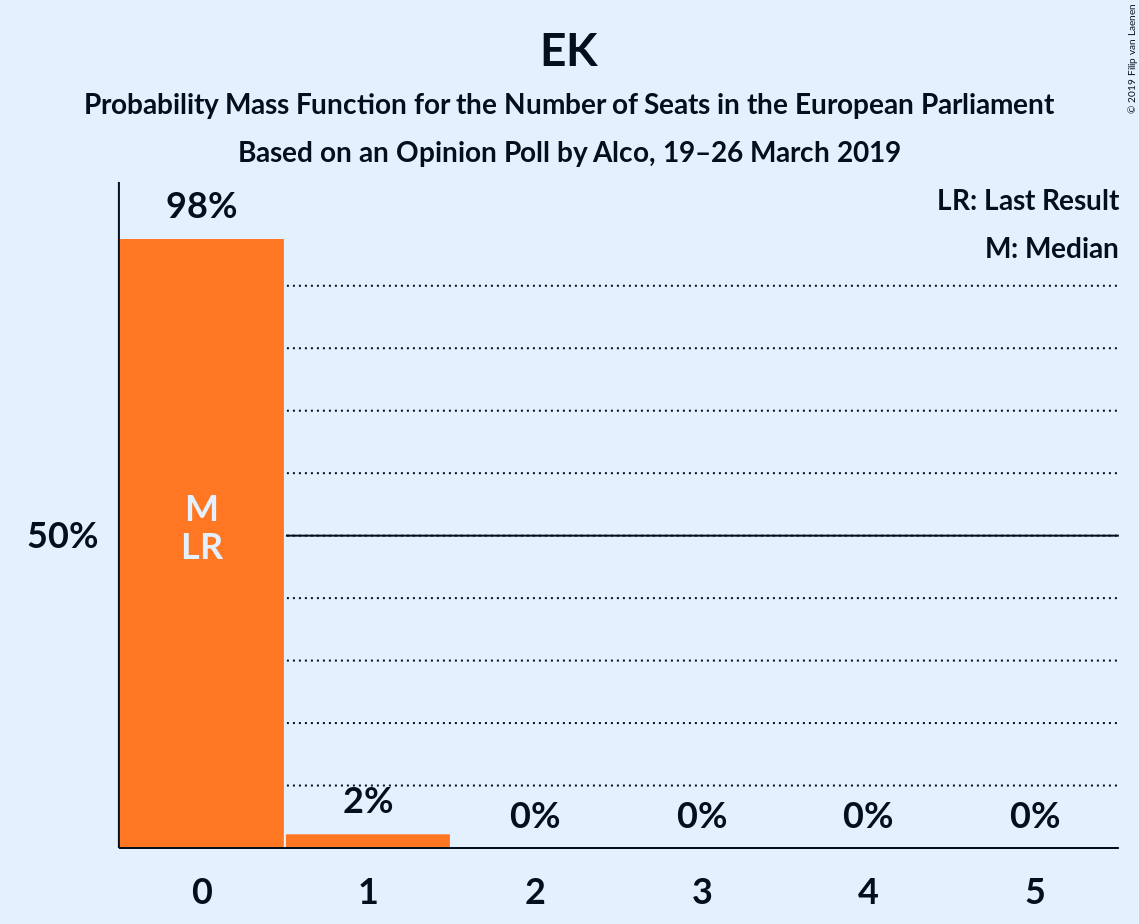 EK
Probability Mass Function for the Number of Seats in the European Parliament
Based on an Opinion Poll by Alco, 19–26 March 2019
© 2019 Filip van Laenen
LR: Last Result
M: Median
98%
M
LR
50%
2%
0%
0%
0%
0%
0
1
2
3
4
5